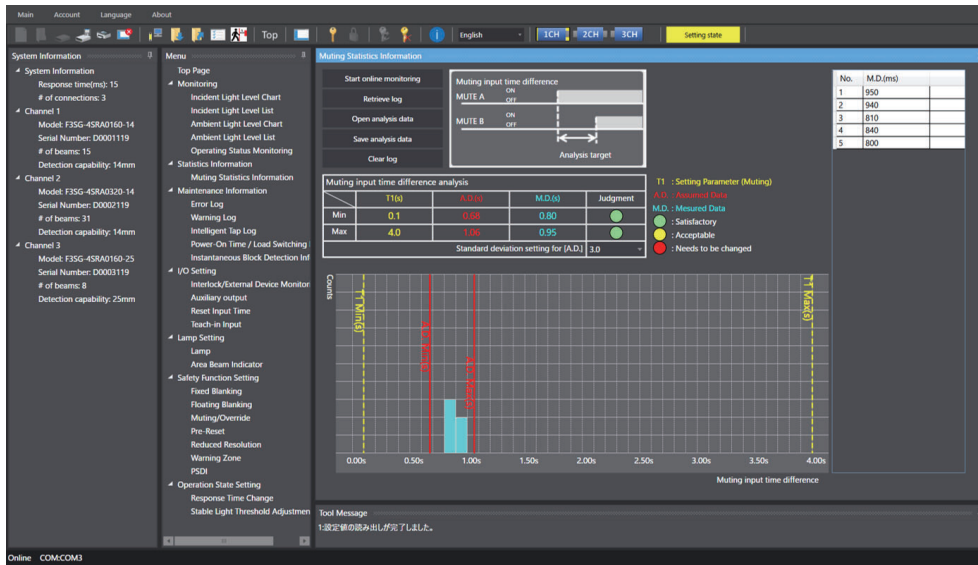 Main Account Language About
Top English 1CH 2CH 3CH Setting state
System Information
System Information
Response time(ms): 15
# of connections: 3
Channel 1
Model: F3SG-4SRA0160-14
Serial Number: D0001119
# of beams: 15
Detection capability: 14mm
Channel 2
Model: F3SG-4SRA0320-14
Serial Number: D0002119
# of beams: 31
Detection capability: 14mm
Channel 3
Model: F3SG-4SRA0160-25
Serial Number: D0003119
# of beams: 8
Detection capability: 25mm
Menu
Top Page
Monitoring
Incident Light Level Chart
Incident Light Level List
Ambient Light Level Chart
Ambient Light Level List
Operating Status Monitoring
Statistics Information
Muting Statistics Information
Maintenance Information
Error Log
Warning Log
Intelligent Tap Log
Power-On Time / Load Switching
Instantaneous Block Detection Inf
I/O Setting
Interlock/External Device Monitor
Auxiliary output
Reset Input Time
Teach-in Input
Lamp Setting
Lamp
Area Beam Indicator
Safety Function Setting
Fixed Blanking
Floating Blanking
Muting/Override
Pre-Reset
Reduced Resolution
Warning Zone
PSDI
Operation State Setting
Response Time Change
Stable Light Threshold Adjustmen
Muting Statistics Information
Start online monitoring
Retrieve log
Open analysis data
Save analysis data
Clear log
Muting input time difference
MUTE A ON
OFF
MUTE B ON
OFF
Analysis target
No. M.D.(ms)
1 950
2 940
3 810
4 840
5 800
Muting input time difference analysis
T1(s) A.D.(s) M.D.(s) Judgment
Min 0.1 0.68 0.80
Max 4.0 1.06 0.95
Standard deviation setting for [A.D.] 3.0
T1 : Setting Parameter (Muting)
A.D. : Assumed Data
M.D. : Mesured Data
: Satisfactory
: Acceptable
: Needs to be changed
Counts
T1 Min(s)
T1 Max(s)
0.00s 0.50s 1.00s 1.50s 2.00s 2.50s 3.00s 3.50s 4.00s
Muting input time difference
Tool Message
1:設定値の読み出しが完了しました。
Online COM:COM3